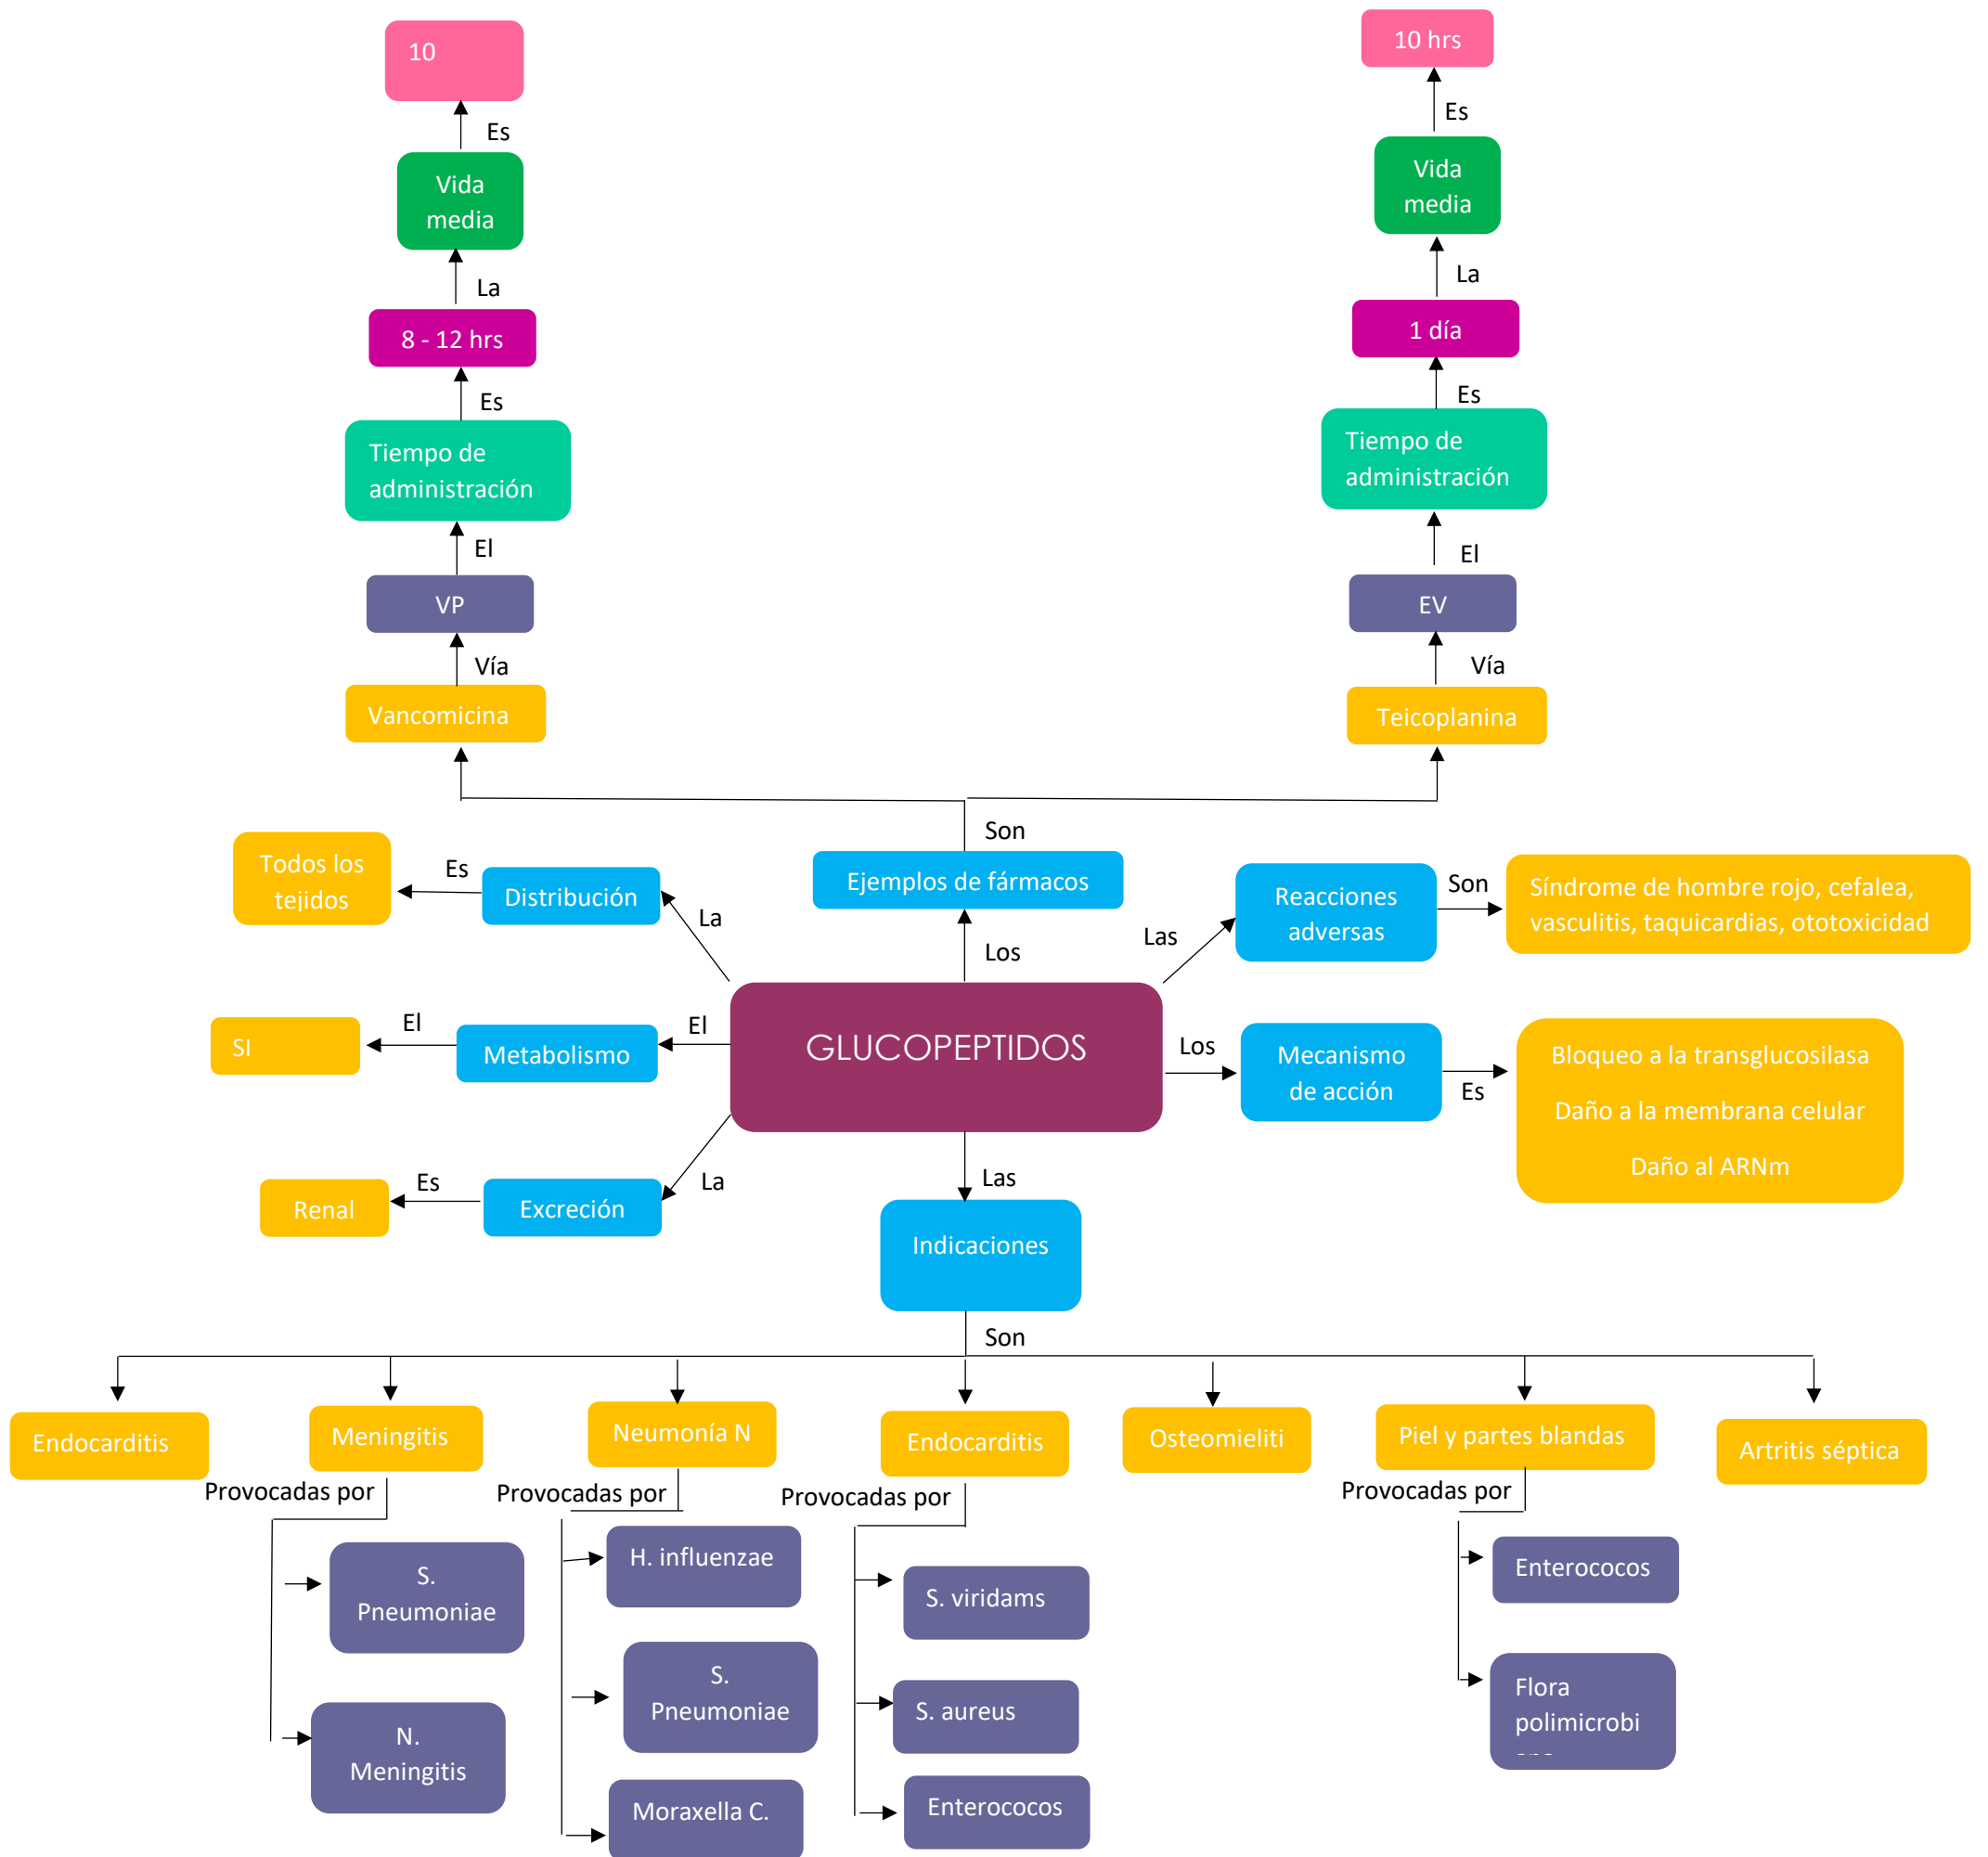 10
10 hrs
Es
Es
Vida
media
Vida
media
La
La
8 - 12 hrs
1 día
Es
Es
Tiempo de
administración
Tiempo de
administración
El
El
VP
EV
Vía
Vía
Vancomicina
Teicoplanina
Son
Todos los
tejidos
Es
Distribución
La
Ejemplos de fármacos
Los
Las
Reacciones
adversas
Son
Síndrome de hombre rojo, cefalea,
vasculitis, taquicardias, ototoxicidad
SI
El
Metabolismo
El
GLUCOPEPTIDOS
Los
Mecanismo
de acción
Es
Bloqueo a la transglucosilasa
Daño a la membrana celular
Daño al ARNm
Renal
Es
Excreción
La
Las
Indicaciones
Son
Endocarditis
Meningitis
Neumonía N
Endocarditis
Osteomieliti
Piel y partes blandas
Artritis séptica
Provocadas por
Provocadas por
Provocadas por
Provocadas por
S.
Pneumoniae
N.
Meningitis
H. influenzae
S.
Pneumoniae
Moraxella C.
S. viridams
S. aureus
Enterococos
Enterococos
Flora
polimicrobi